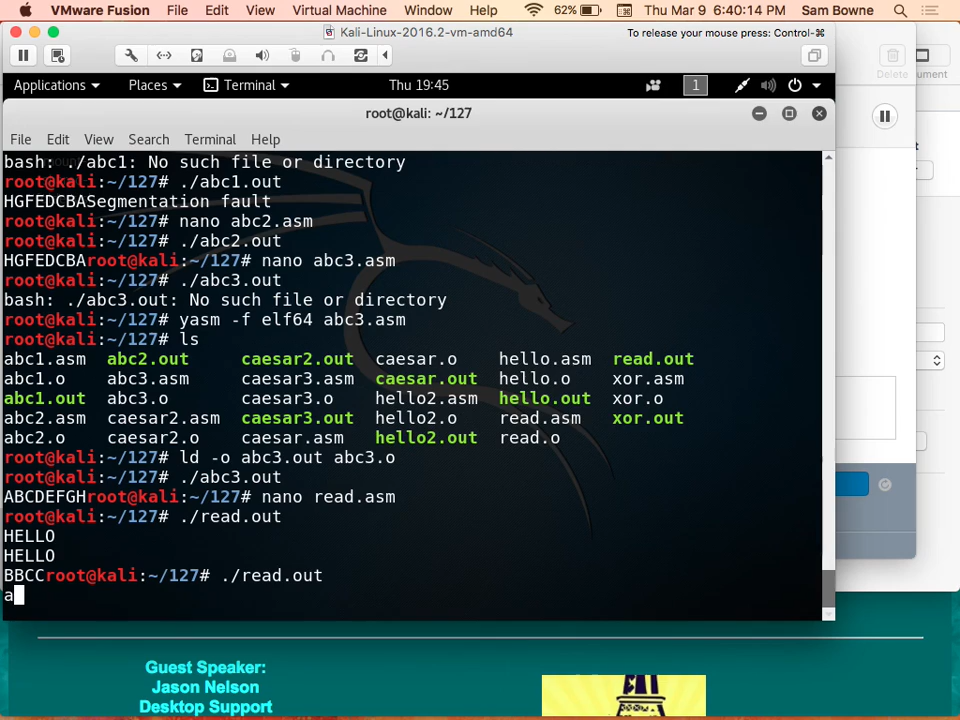 VMware Fusion File Edit View Virtual Machine Window Help 62% Thu Mar 9 6:40:14 PM Sam Bowne
Kali-Linux-2016.2-vm-amd64 To release your mouse press: Control-⌘
Delete
Applications Places Terminal Thu 19:45 1
root@kali: ~/127
File Edit View Search Terminal Help
bash: ./abc1: No such file or directory
root@kali:~/127# ./abc1.out
HGFEDCBASegmentation fault
root@kali:~/127# nano abc2.asm
root@kali:~/127# ./abc2.out
HGFEDCBAroot@kali:~/127# nano abc3.asm
root@kali:~/127# ./abc3.out
bash: ./abc3.out: No such file or directory
root@kali:~/127# yasm -f elf64 abc3.asm
root@kali:~/127# ls
abc1.asm abc2.out caesar2.out caesar.o hello.asm read.out
abc1.o abc3.asm caesar3.asm caesar.out hello.o xor.asm
abc1.out abc3.o caesar3.o hello2.asm hello.out xor.o
abc2.asm caesar2.asm caesar3.out hello2.o read.asm xor.out
abc2.o caesar2.o caesar.asm hello2.out read.o
root@kali:~/127# ld -o abc3.out abc3.o
root@kali:~/127# ./abc3.out
ABCDEFGHroot@kali:~/127# nano read.asm
root@kali:~/127# ./read.out
HELLO
HELLO
BBCCroot@kali:~/127# ./read.out
a
Guest Speaker:
Jason Nelson
Desktop Support